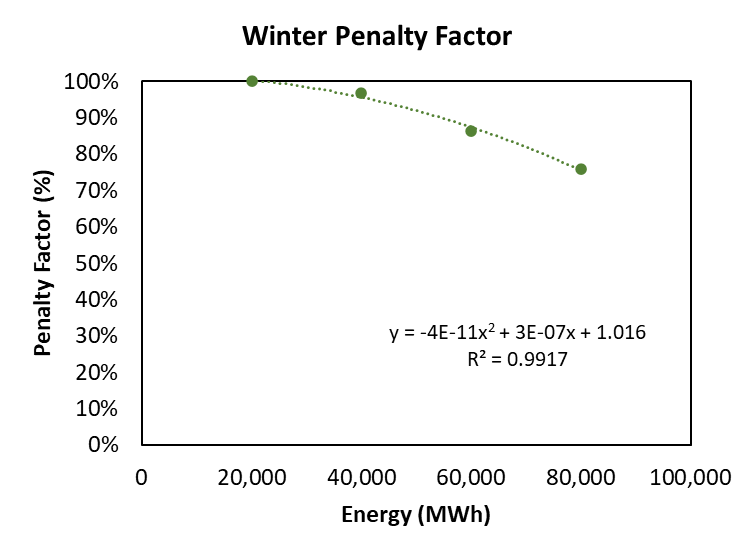 Winter Penalty Factor
100%
90%
80%
70%
60%
50%
40%
30%
20%
10%
0%
Penalty Factor (%)
y = -4E-11x² + 3E-07x + 1.016
R² = 0.9917
0 20,000 40,000 60,000 80,000 100,000
Energy (MWh)